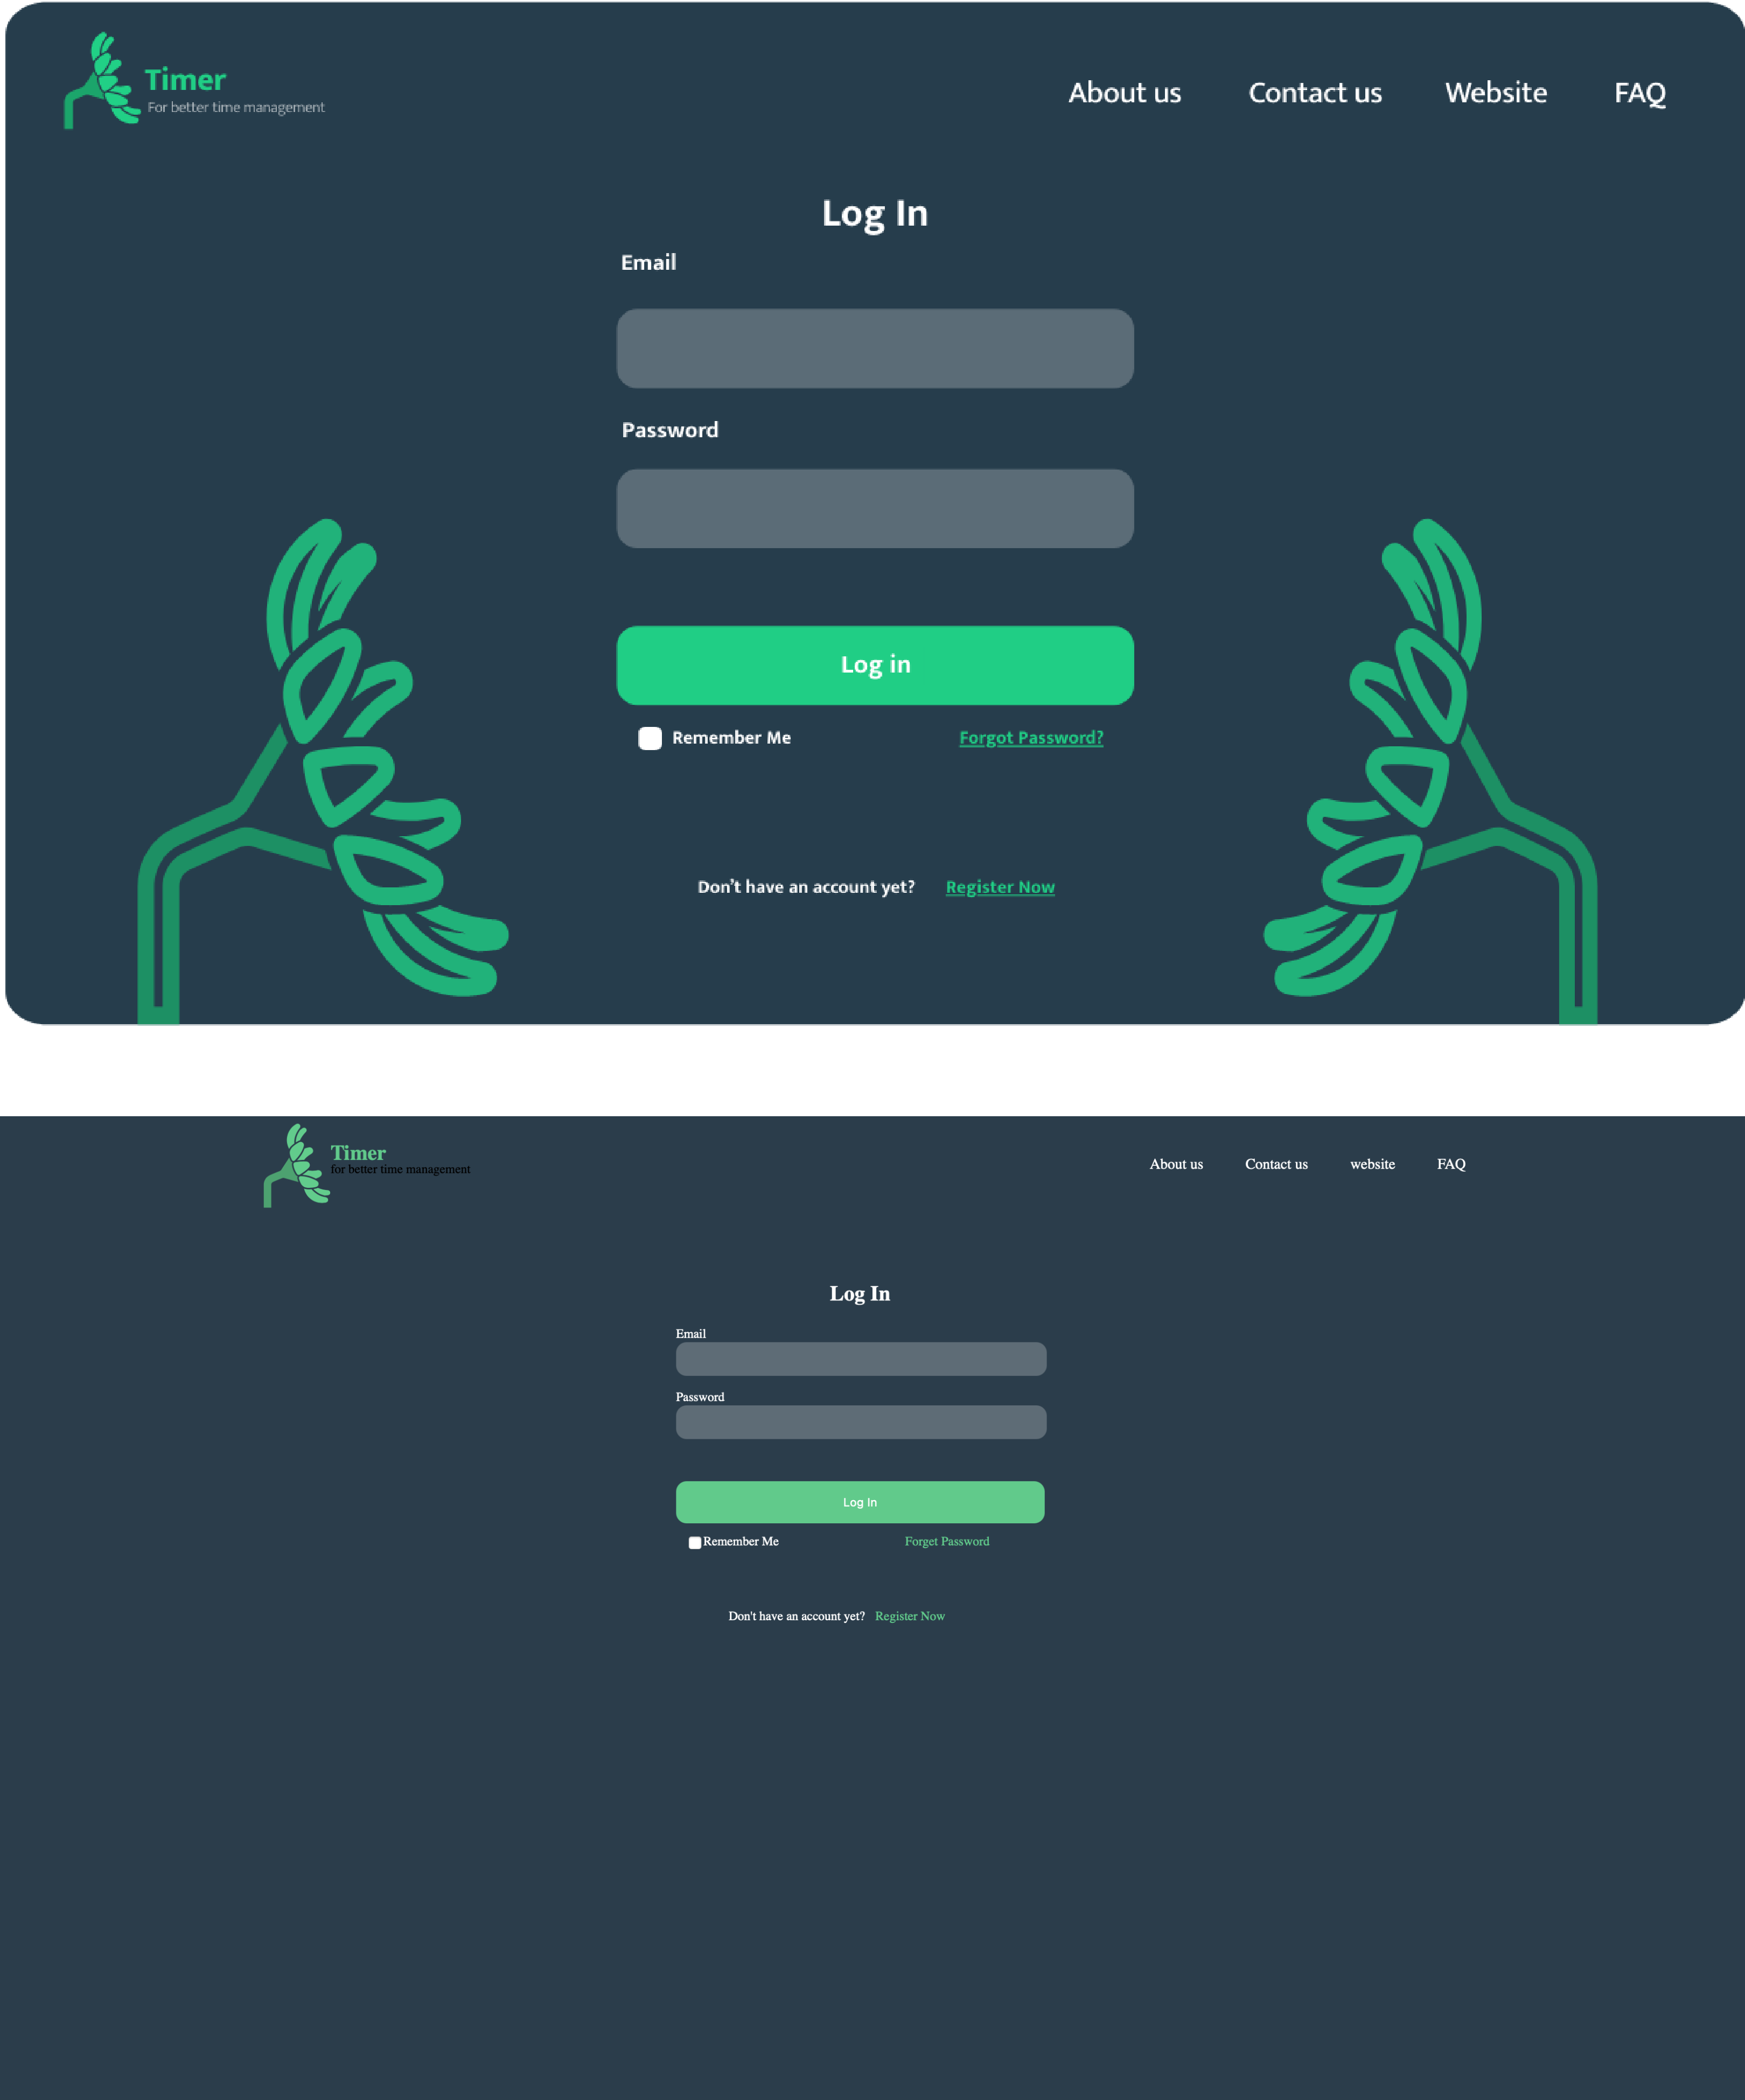 Timer
For better time management
About us Contact us Website FAQ
Log In
Email
Password
Log in
Remember Me Forgot Password?
Don’t have an account yet? Register Now
Timer
for better time management
About us Contact us website FAQ
Log In
Email
Password
Log In
Remember Me Forget Password
Don't have an account yet? Register Now